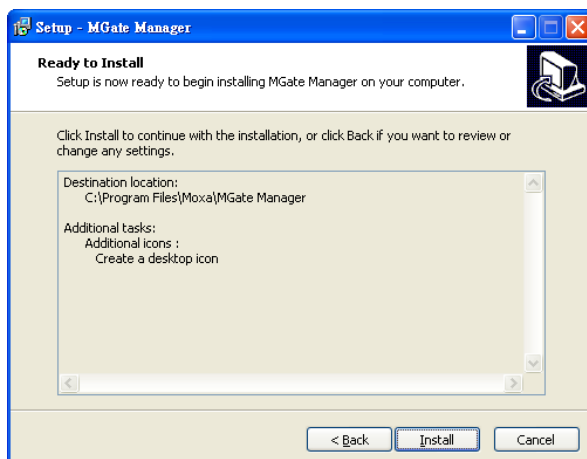 Setup - MGate Manager
Ready to Install
Setup is now ready to begin installing MGate Manager on your computer.
Click Install to continue with the installation, or click Back if you want to review or
change any settings.
Destination location:
C:\Program Files\Moxa\MGate Manager
Additional tasks:
Additional icons :
Create a desktop icon
< Back
Install
Cancel